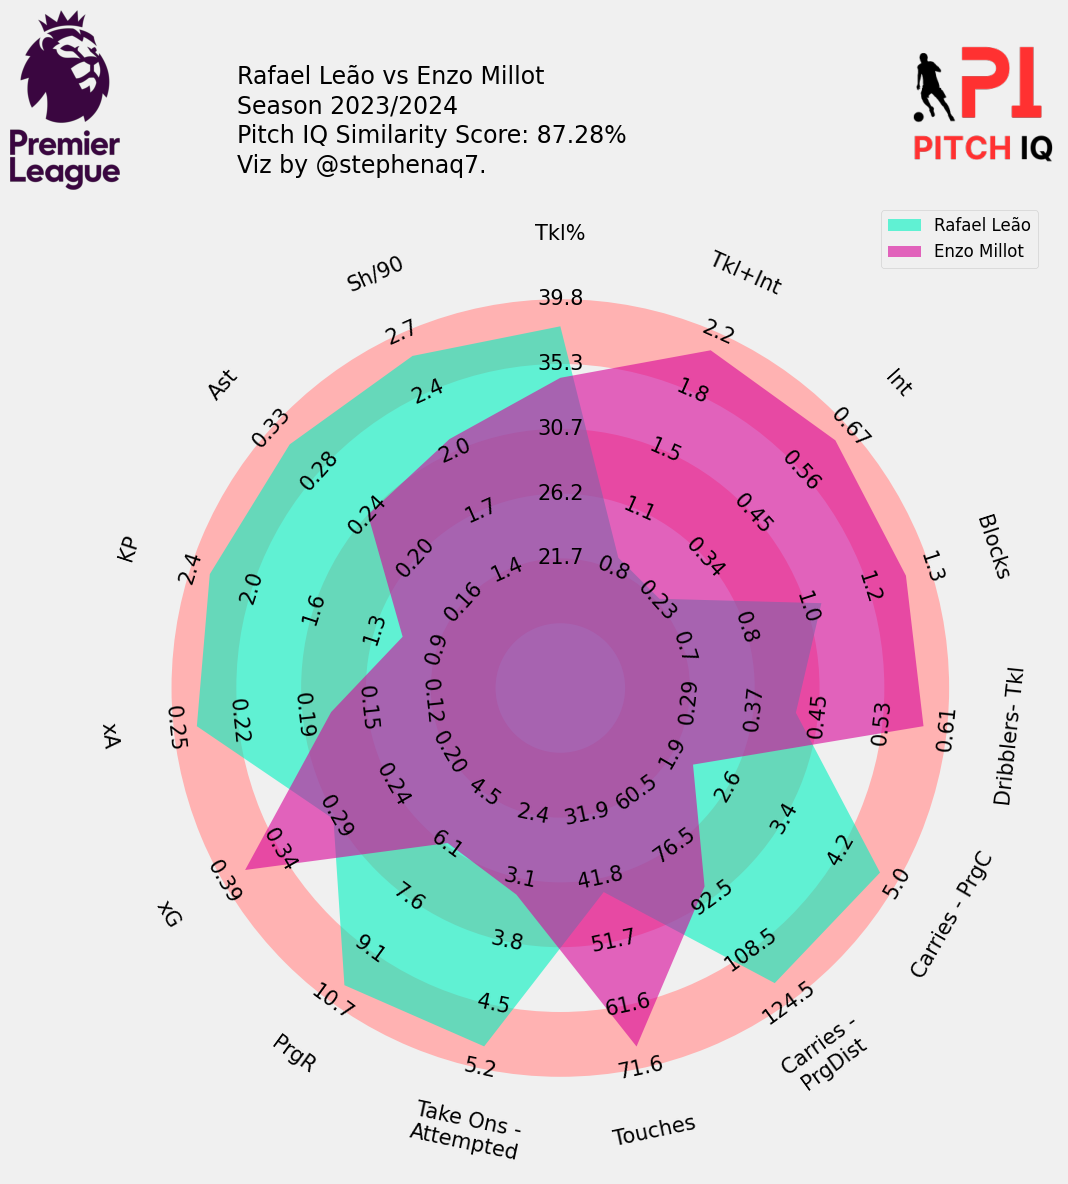 Premier
League
Rafael Leão vs Enzo Millot
Season 2023/2024
Pitch IQ Similarity Score: 87.28%
Viz by @stephenaq7.
PI
PITCH IQ
Rafael Leão
Enzo Millot
Tkl%
39.8
35.3
30.7
26.2
21.7
Tkl+Int
2.2
1.8
1.5
1.1
0.8
Int
0.67
0.56
0.45
0.34
0.23
Blocks
1.3
1.2
1.0
0.8
0.7
Dribblers- Tkl
0.61
0.53
0.45
0.37
0.29
Carries - PrgC
5.0
4.2
3.4
2.6
1.9
Carries -
PrgDist
124.5
108.5
92.5
76.5
60.5
Touches
71.6
61.6
51.7
41.8
31.9
Take Ons -
Attempted
5.2
4.5
3.8
3.1
2.4
PrgR
10.7
9.1
7.6
6.1
4.5
xG
0.39
0.34
0.29
0.24
0.20
xA
0.25
0.22
0.19
0.15
0.12
KP
2.4
2.0
1.6
1.3
0.9
Ast
0.33
0.28
0.24
0.20
0.16
Sh/90
2.7
2.4
2.0
1.7
1.4